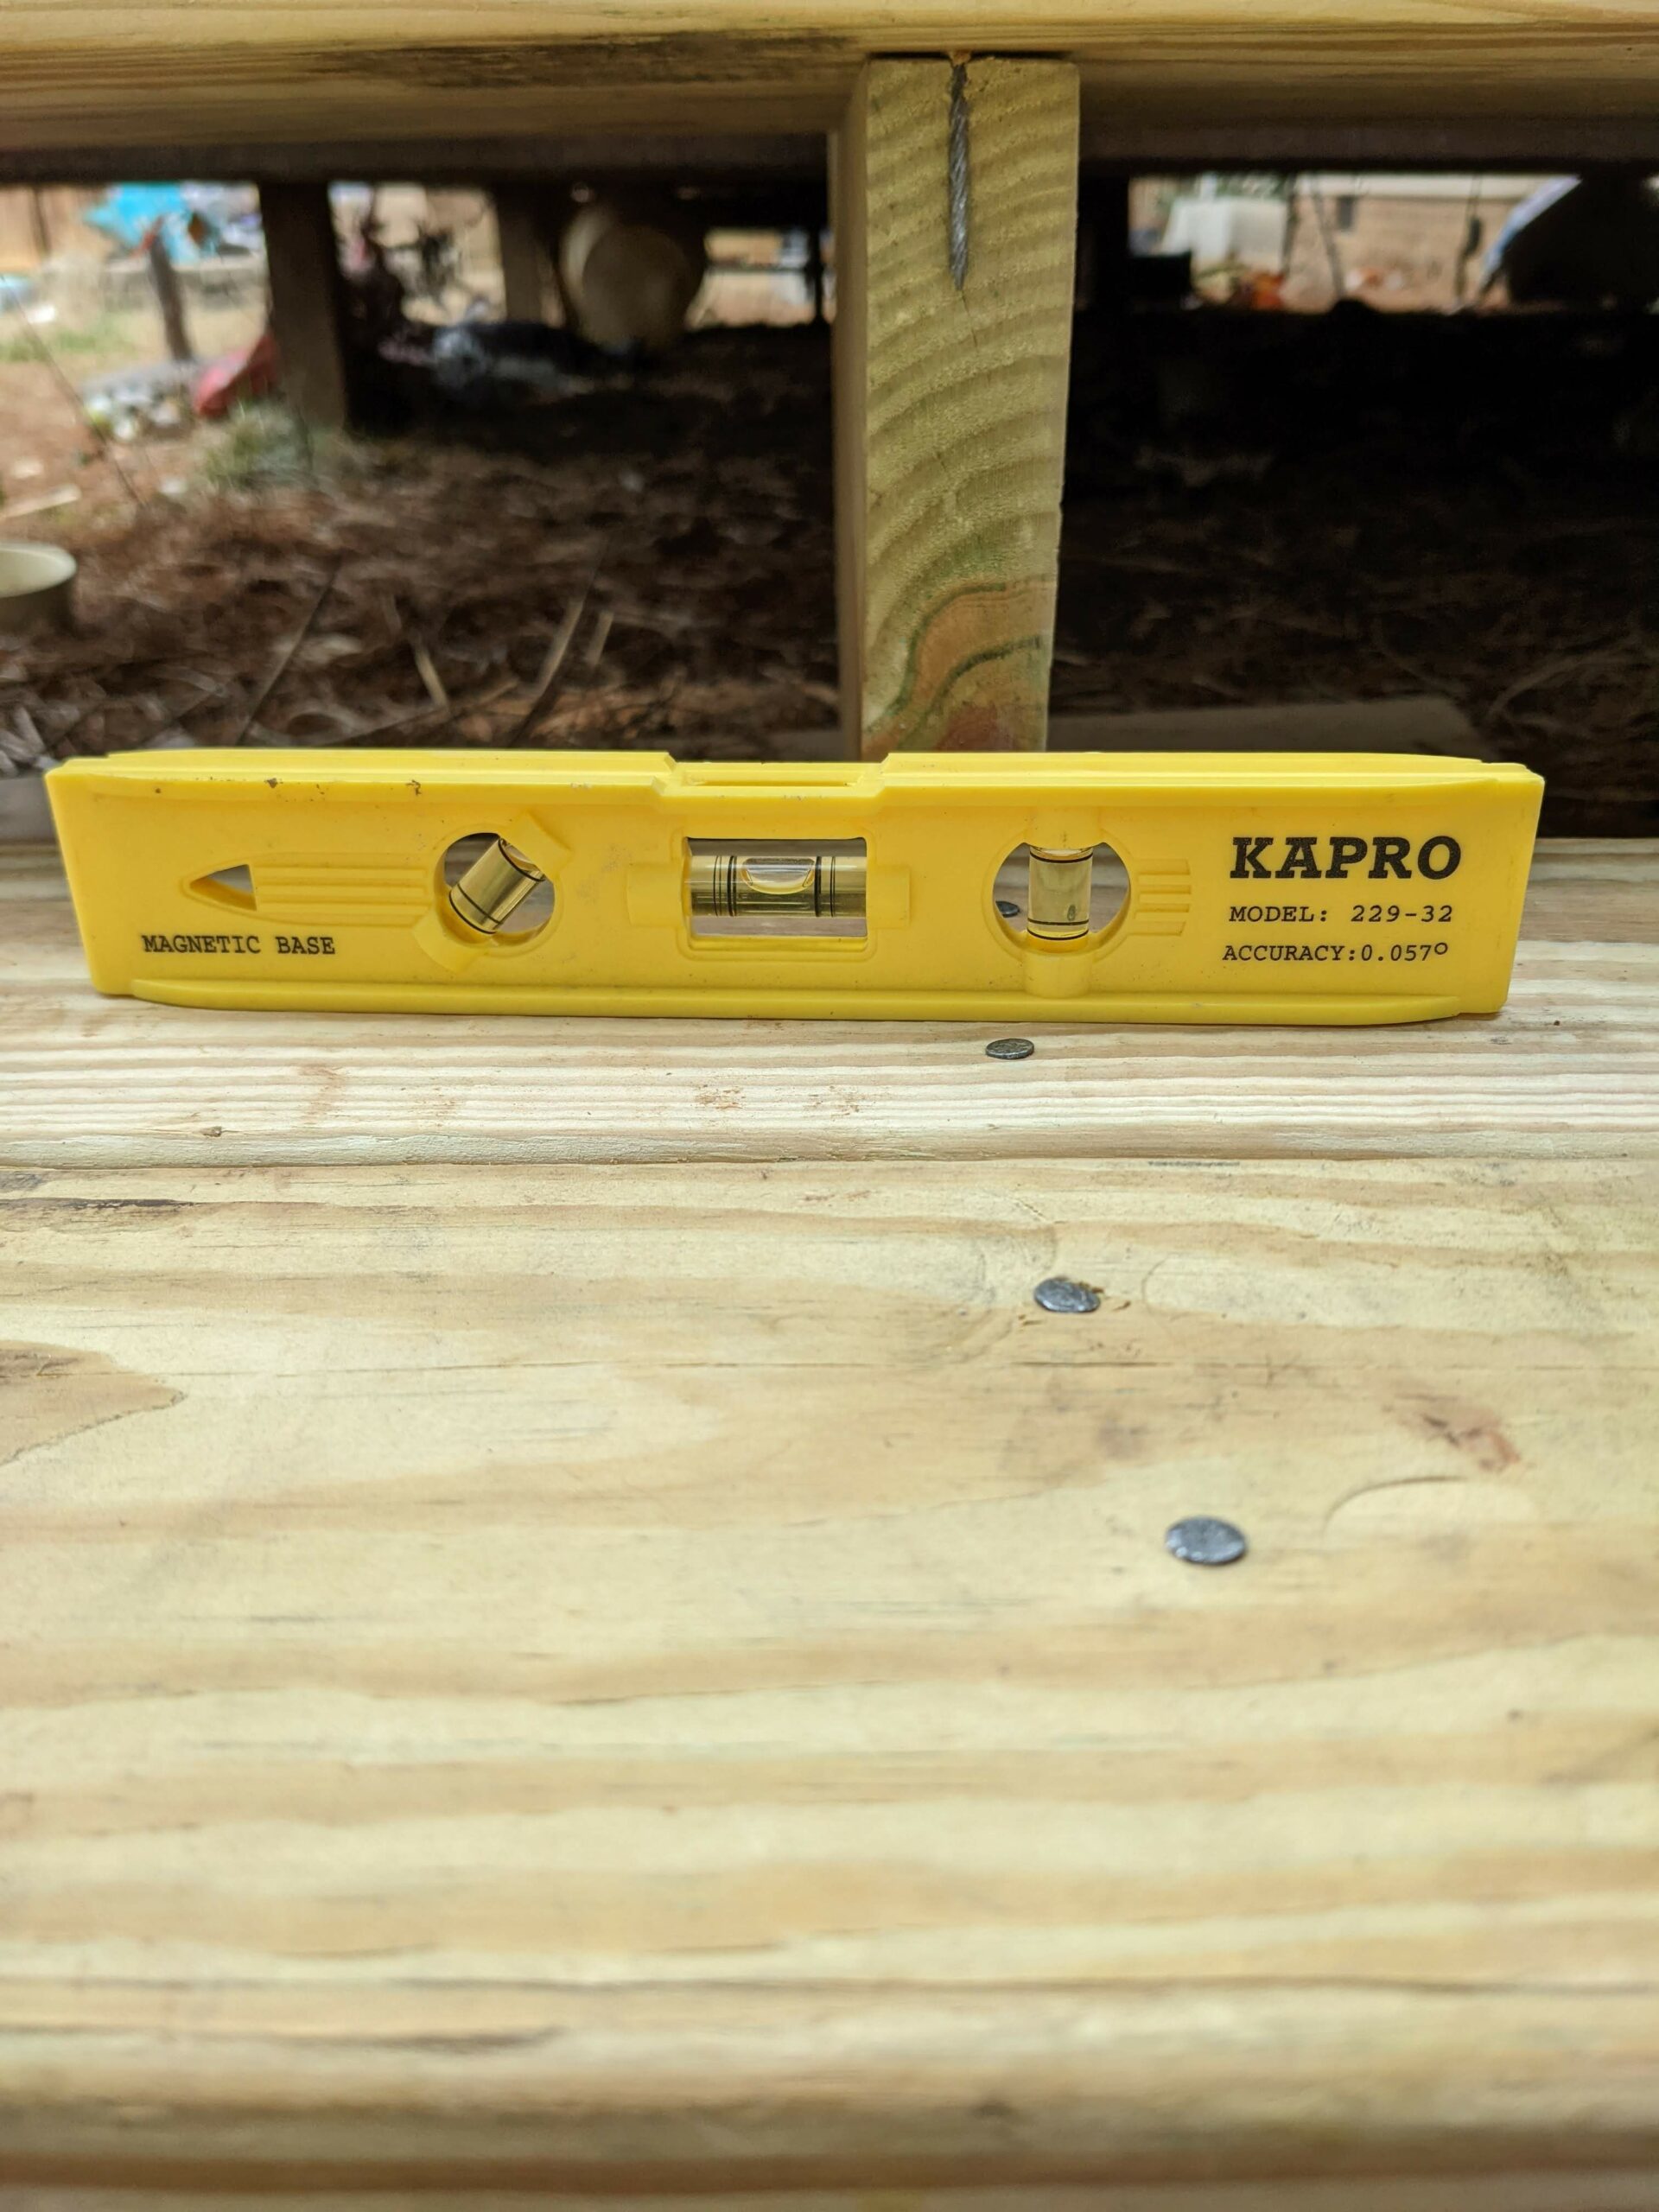 KAPRO
MODEL: 229-32
ACCURACY:0.057°
MAGNETIC BASE